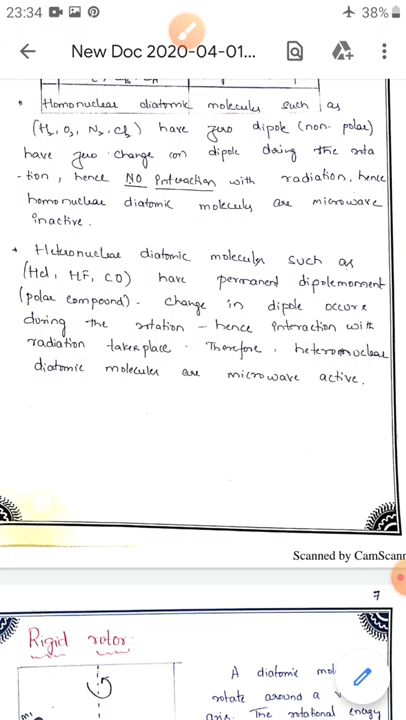 23:34
38%
New Doc 2020-04-01...
• Homonuclear diatomic molecules such as
(H2, O2, N2, Cl2) have zero dipole (non-polar)
have zero change (or) dipole during the rota
-tion, hence NO Interaction with radiation, hence
homonuclear diatomic molecules are microwave
inactive.
• Heteronuclear diatomic molecules such as
(Hcl, HF, CO) have permanent dipolemoment
(polar compound). change in dipole occurs
during the rotation - hence interaction with
radiation takes place. Therefore, heteronuclear
diatomic molecules are microwave active.
Scanned by CamScann
7
Rigid rotor:
A diatomic mol
rotate around a
axis. The rotational energy
m1